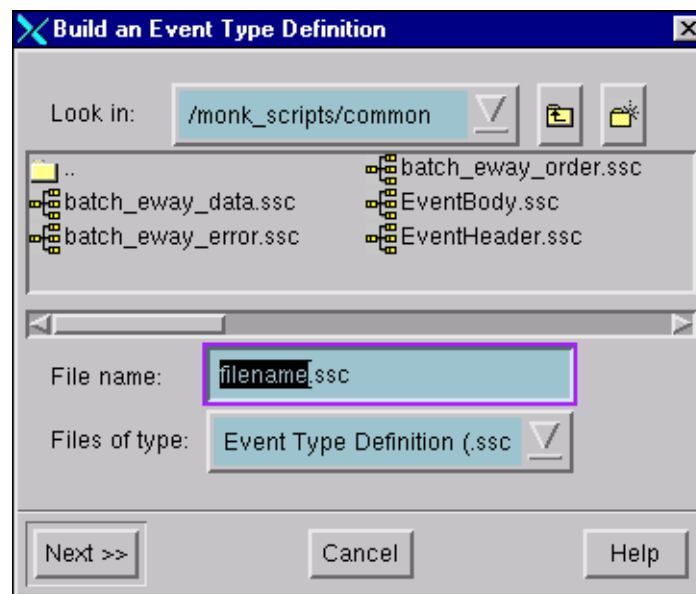 Build an Event Type Definition
Look in: /monk_scripts/common
..
batch_eway_data.ssc
batch_eway_error.ssc
batch_eway_order.ssc
EventBody.ssc
EventHeader.ssc
File name: filename.ssc
Files of type: Event Type Definition (.ssc
Next >> Cancel Help